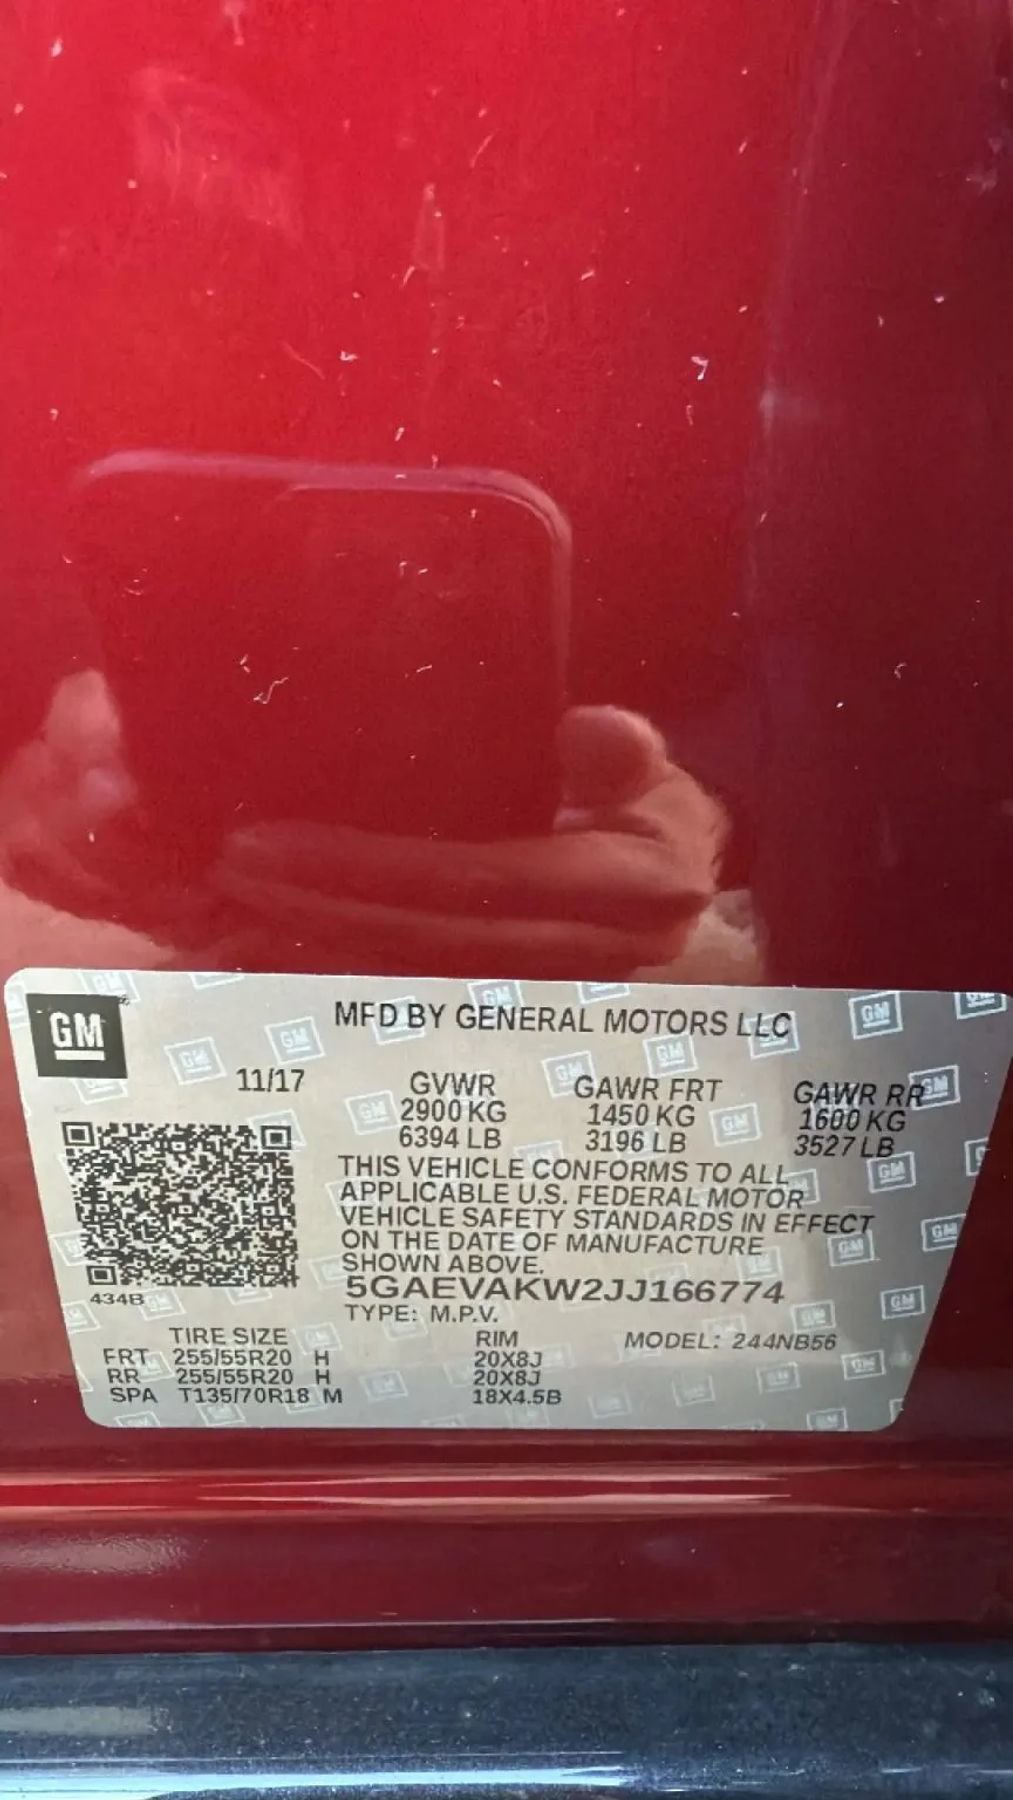 GM
MFD BY GENERAL MOTORS LLC
11/17
GVWR GAWR FRT GAWR RR
2900 KG 1450 KG 1600 KG
6394 LB 3196 LB 3527 LB
THIS VEHICLE CONFORMS TO ALL
APPLICABLE U.S. FEDERAL MOTOR
VEHICLE SAFETY STANDARDS IN EFFECT
ON THE DATE OF MANUFACTURE
SHOWN ABOVE.
434B
5GAEVAKW2JJ166774
TYPE: M.P.V.
TIRE SIZE RIM MODEL: 244NB56
FRT 255/55R20 H 20X8J
RR 255/55R20 H 20X8J
SPA T135/70R18 M 18X4.5B